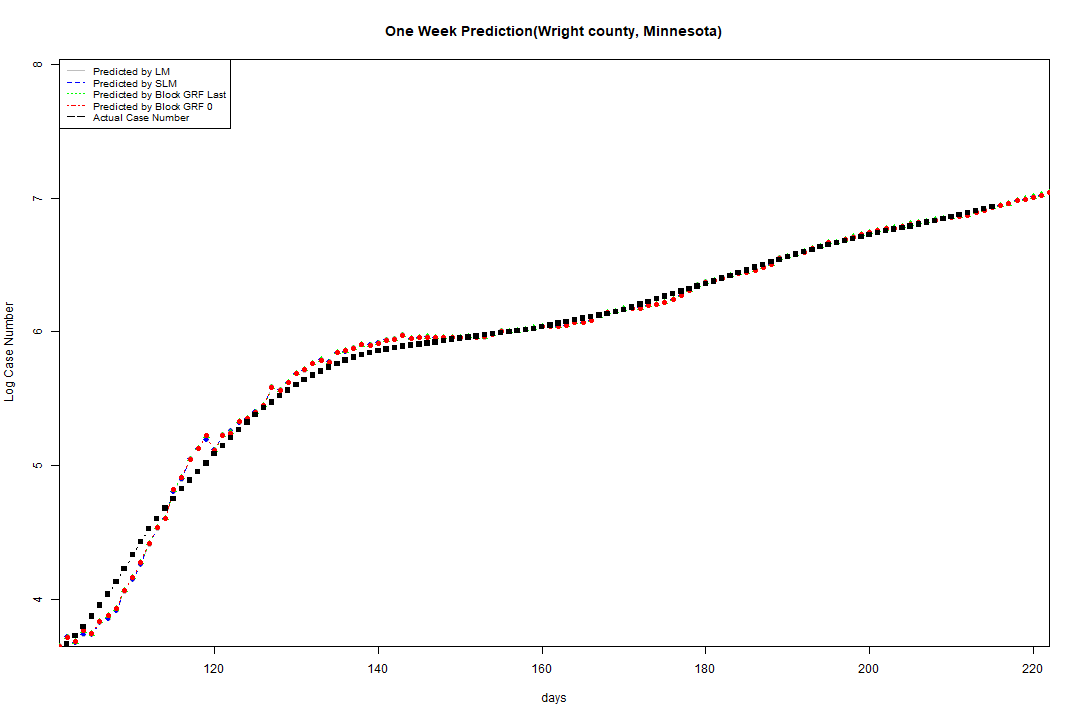 One Week Prediction(Wright county, Minnesota)
Predicted by LM
Predicted by SLM
Predicted by Block GRF Last
Predicted by Block GRF 0
Actual Case Number
8
7
6
5
4
Log Case Number
120 140 160 180 200 220
days